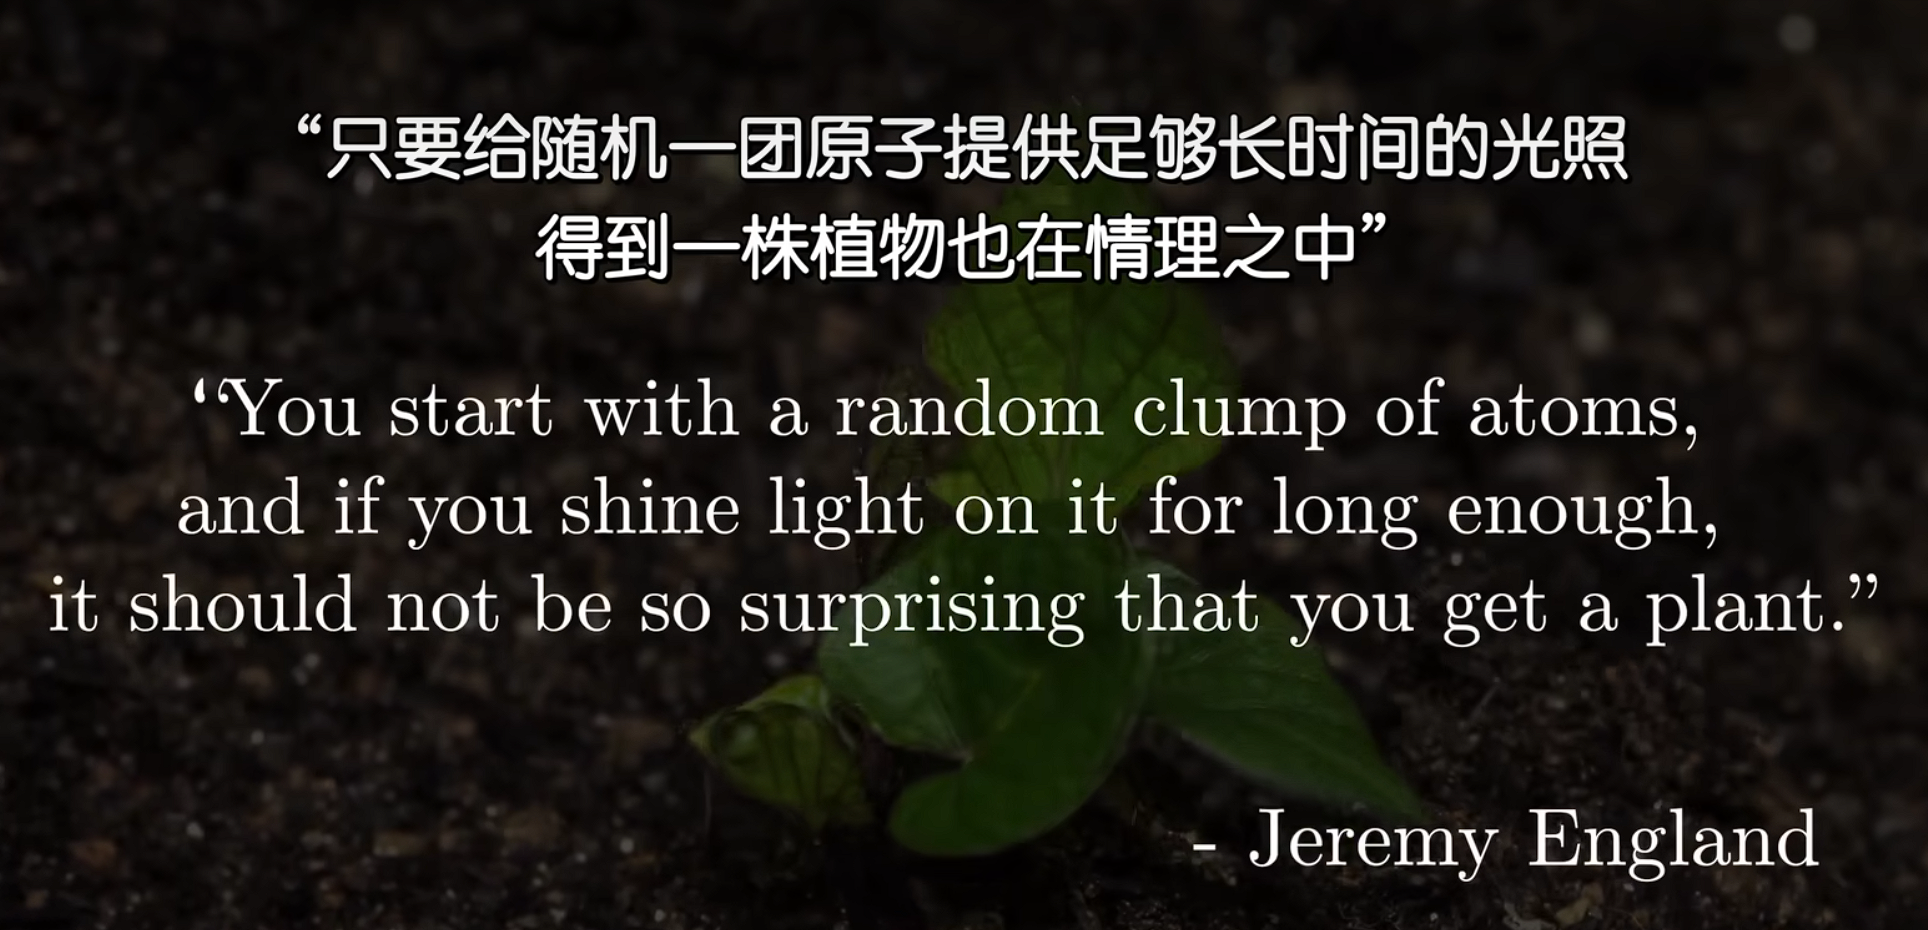 “只要给随机一团原子提供足够长时间的光照
得到一株植物也在情理之中”
“You start with a random clump of atoms,
and if you shine light on it for long enough,
it should not be so surprising that you get a plant.”
- Jeremy England